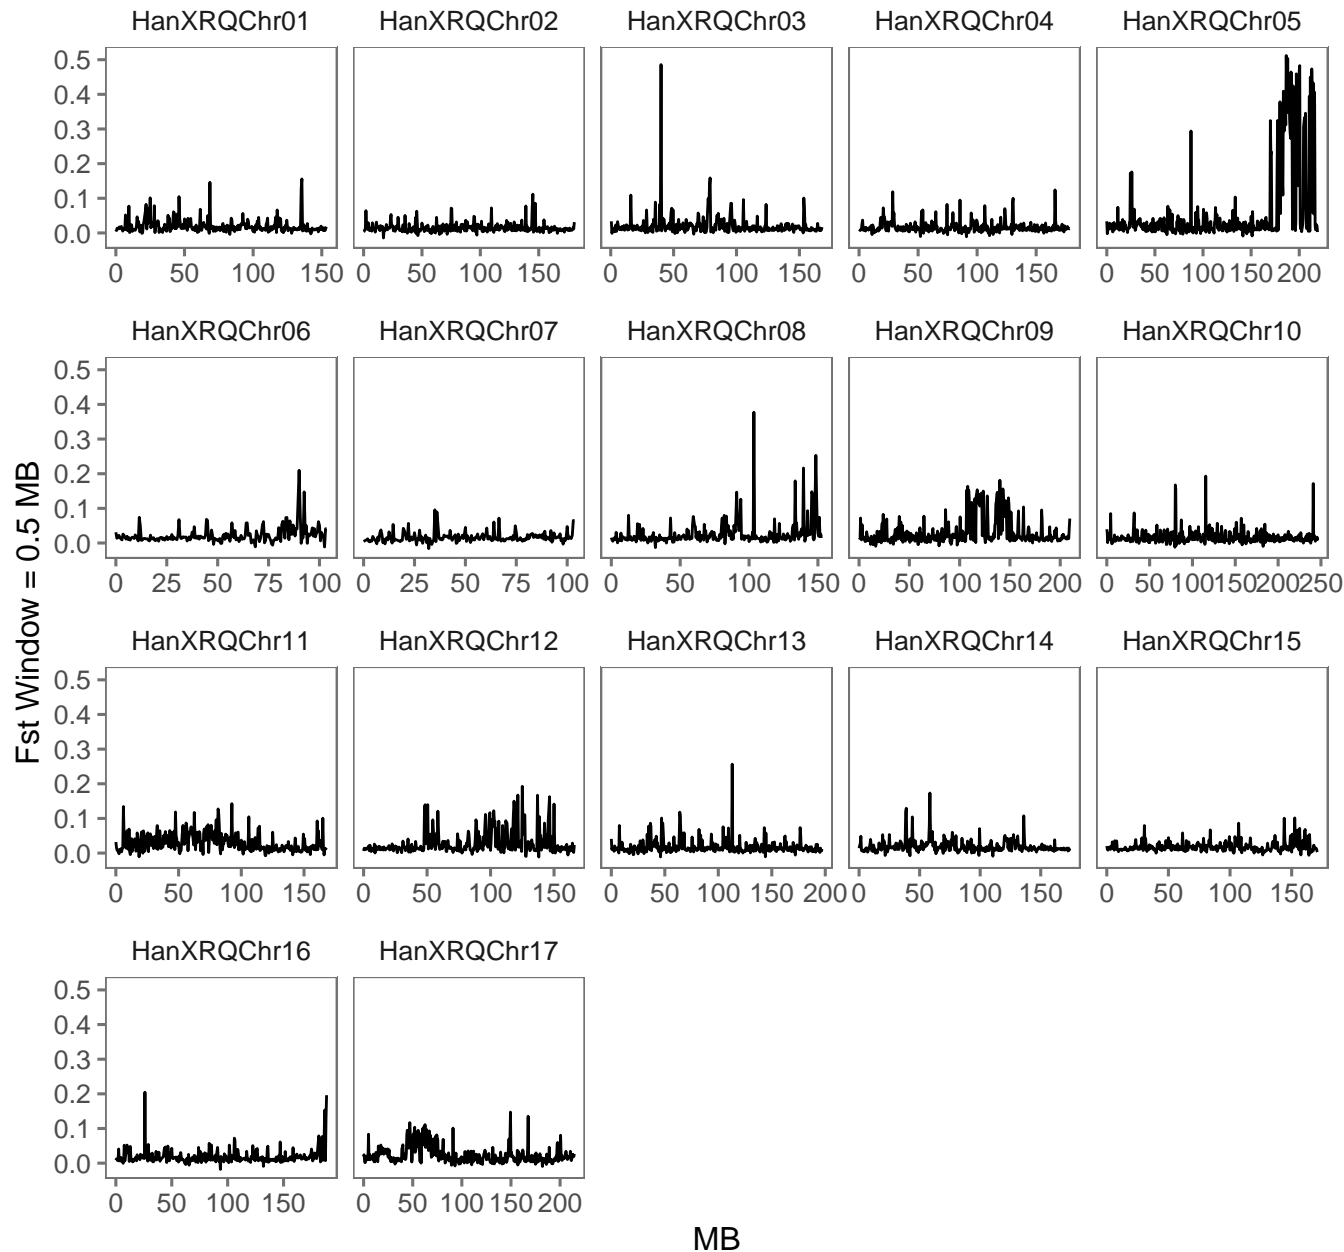 HanXRQChr01 HanXRQChr02 HanXRQChr03 HanXRQChr04 HanXRQChr05
0.5
0.4
0.3
0.2
0.1
0.0
0 50 100 150 0 50 100 150 0 50 100 150 0 50 100 150 0 50 100 150 200
HanXRQChr06 HanXRQChr07 HanXRQChr08 HanXRQChr09 HanXRQChr10
0.5
0.4
0.3
0.2
0.1
0.0
0 25 50 75 100 0 25 50 75 100 0 50 100 150 0 50 100 150 200 0 50 100 150 200 250
Fst Window = 0.5 MB
HanXRQChr11 HanXRQChr12 HanXRQChr13 HanXRQChr14 HanXRQChr15
0.5
0.4
0.3
0.2
0.1
0.0
0 50 100 150 0 50 100 150 0 50 100 150 200 0 50 100 150 0 50 100 150
HanXRQChr16 HanXRQChr17
0.5
0.4
0.3
0.2
0.1
0.0
0 50 100 150 0 50 100 150 200
MB